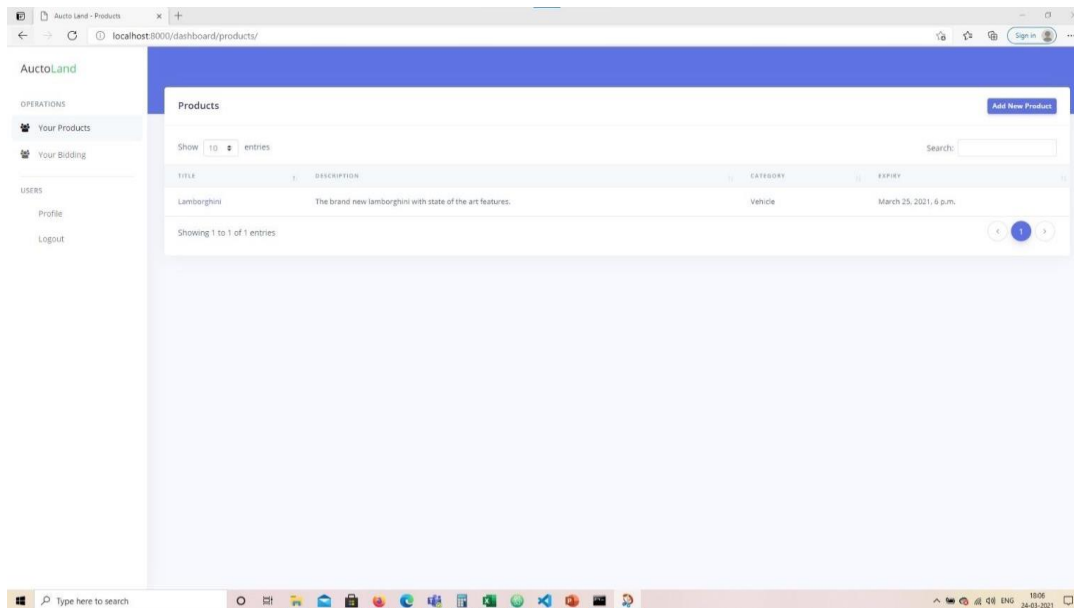 Aucto Land - Products
localhost:8000/dashboard/products/
Sign in
AuctoLand
OPERATIONS
Your Products
Your Bidding
USERS
Profile
Logout
Products
Add New Product
Show 10 entries
Search:
TITLE DESCRIPTION CATEGORY EXPIRY
Lamborghini The brand new lamborghini with state of the art features. Vehicle March 25, 2021, 6 p.m.
Showing 1 to 1 of 1 entries
1
Type here to search
ENG
18:06
24-03-2021